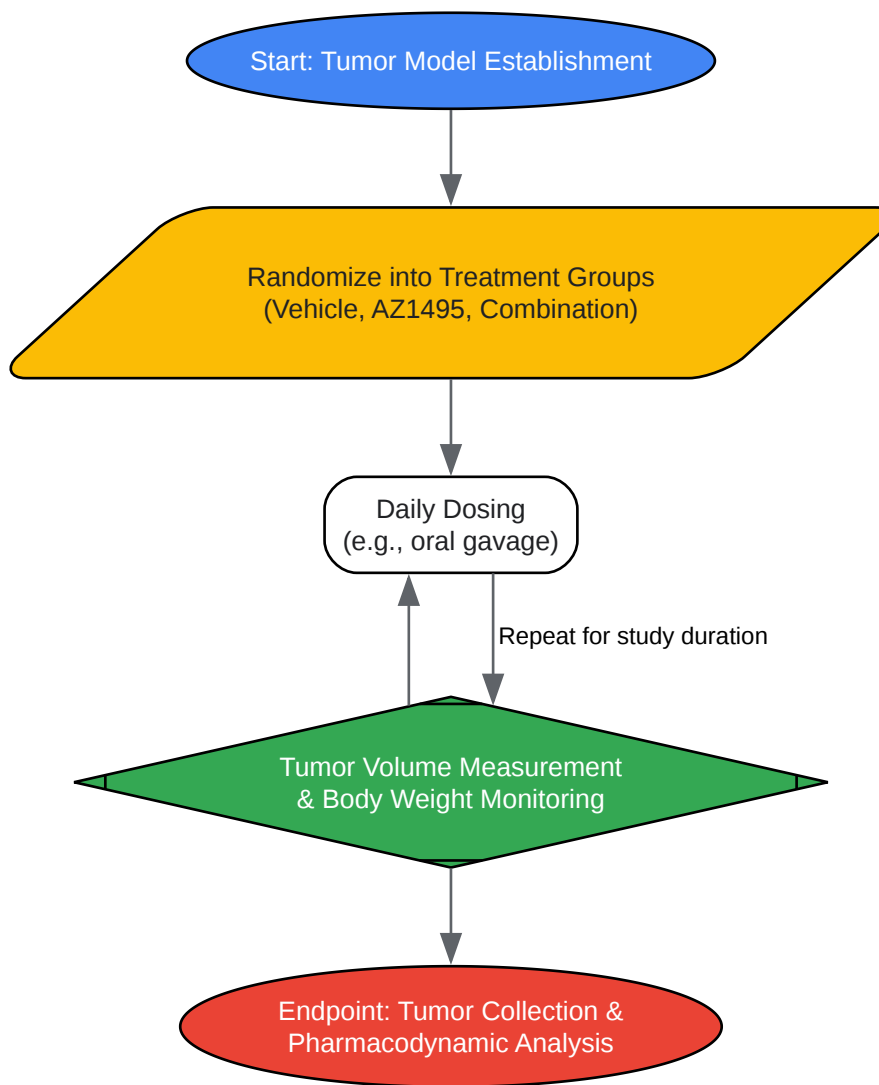 Start: Tumor Model Establishment
Randomize into Treatment Groups
(Vehicle, AZ1495, Combination)
Daily Dosing
(e.g., oral gavage)
Repeat for study duration
Tumor Volume Measurement
& Body Weight Monitoring
Endpoint: Tumor Collection &
Pharmacodynamic Analysis